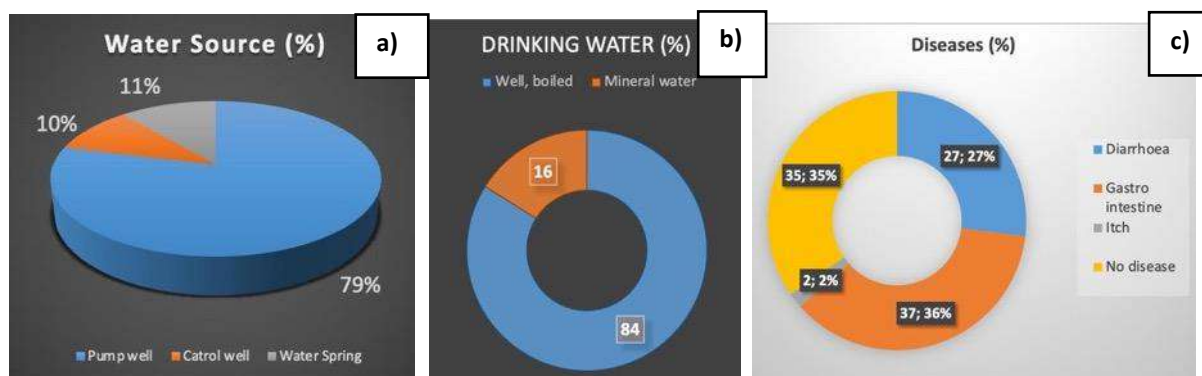 Water Source (%)
a)
11%
10%
79%
Pump well
Catrol well
Water Spring
DRINKING WATER (%)
b)
Well, boiled
Mineral water
16
84
Diseases (%)
c)
27; 27%
35; 35%
2; 2%
37; 36%
Diarrhoea
Gastro
intestine
Itch
No disease